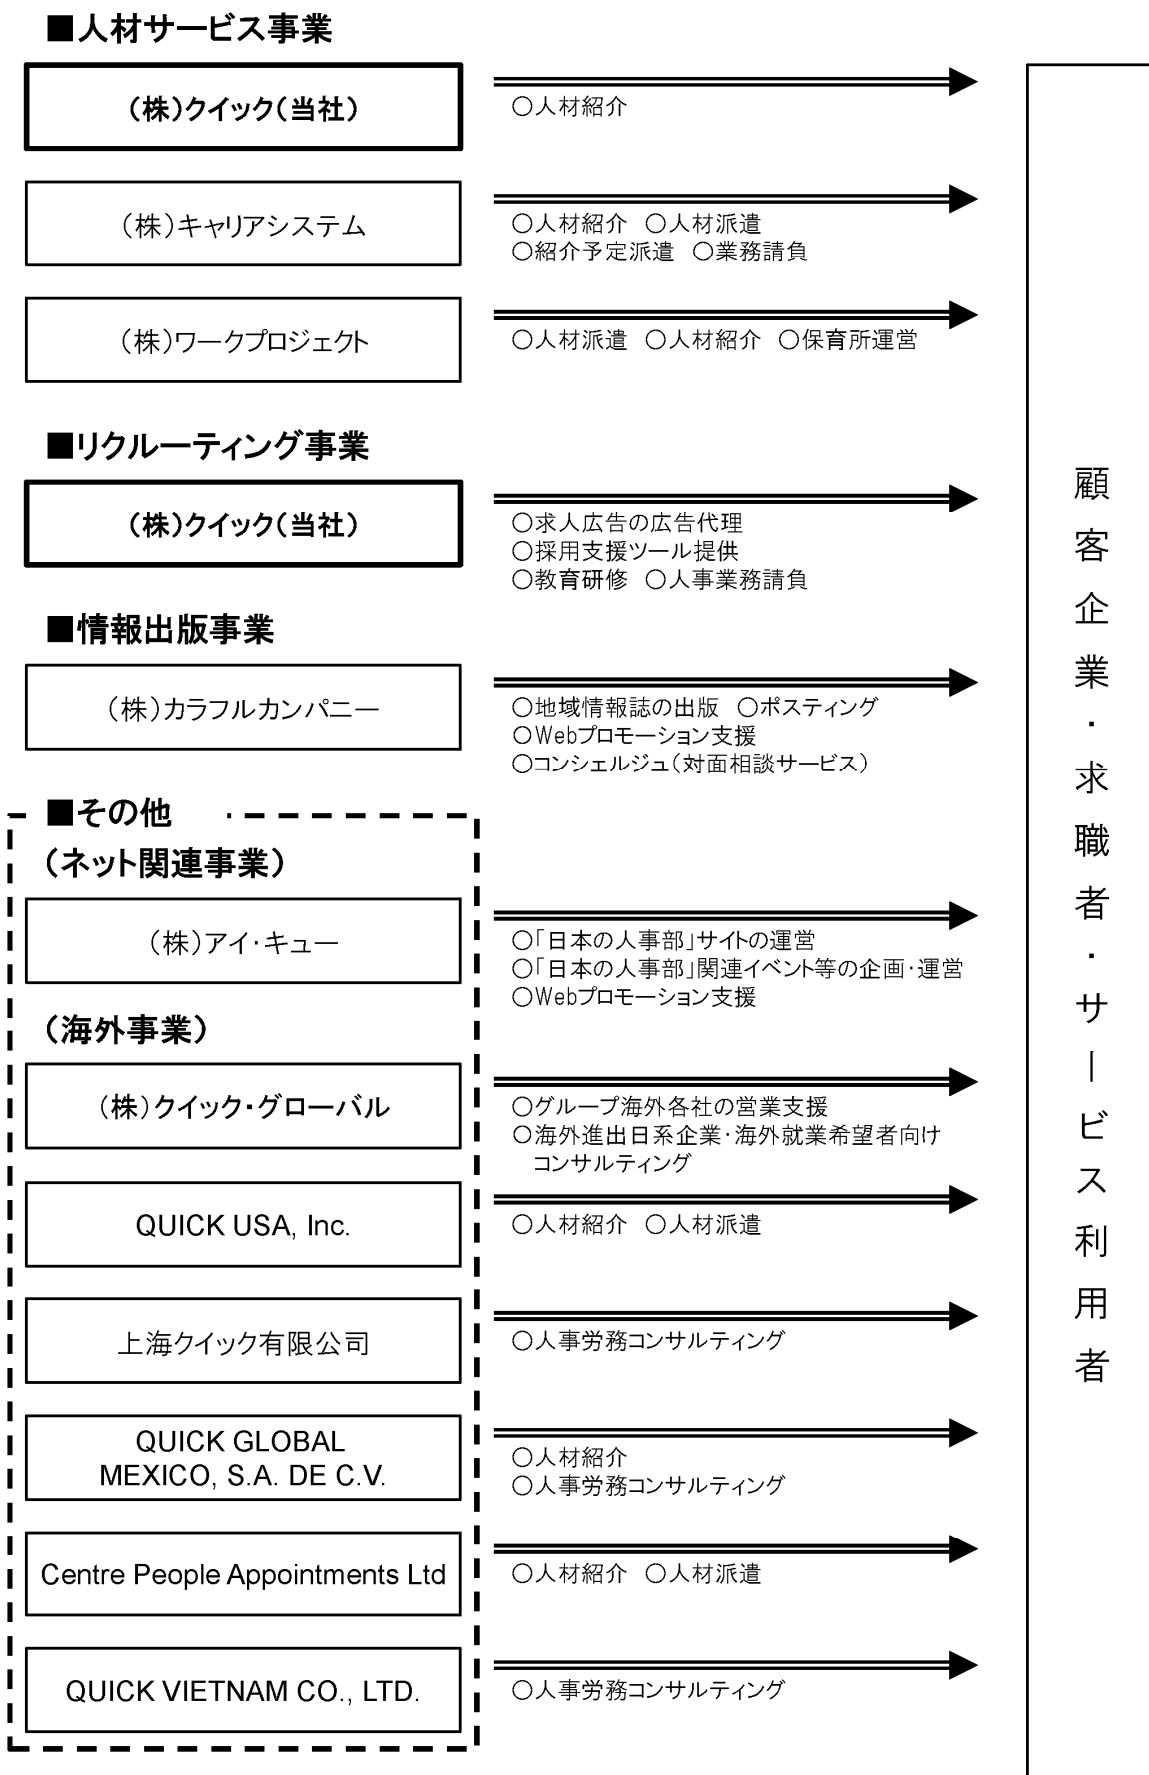 ■人材サービス事業
(株)クイック(当社)
○人材紹介
(株)キャリアシステム
○人材紹介 ○人材派遣
○紹介予定派遣 ○業務請負
(株)ワークプロジェクト
○人材派遣 ○人材紹介 ○保育所運営
■リクルーティング事業
(株)クイック(当社)
○求人広告の広告代理
○採用支援ツール提供
○教育研修 ○人事業務請負
■情報出版事業
(株)カラフルカンパニー
○地域情報誌の出版 ○ポスティング
○Webプロモーション支援
○コンシェルジュ(対面相談サービス)
■その他
(ネット関連事業)
(株)アイ・キュー
○「日本の人事部」サイトの運営
○「日本の人事部」関連イベント等の企画・運営
○Webプロモーション支援
(海外事業)
(株)クイック・グローバル
○グループ海外各社の営業支援
○海外進出日系企業・海外就業希望者向け
コンサルティング
QUICK USA, Inc.
○人材紹介 ○人材派遣
上海クイック有限公司
○人事労務コンサルティング
QUICK GLOBAL
MEXICO, S.A. DE C.V.
○人材紹介
○人事労務コンサルティング
Centre People Appointments Ltd
○人材紹介 ○人材派遣
QUICK VIETNAM CO., LTD.
○人事労務コンサルティング
顧客企業・求職者・サービス利用者